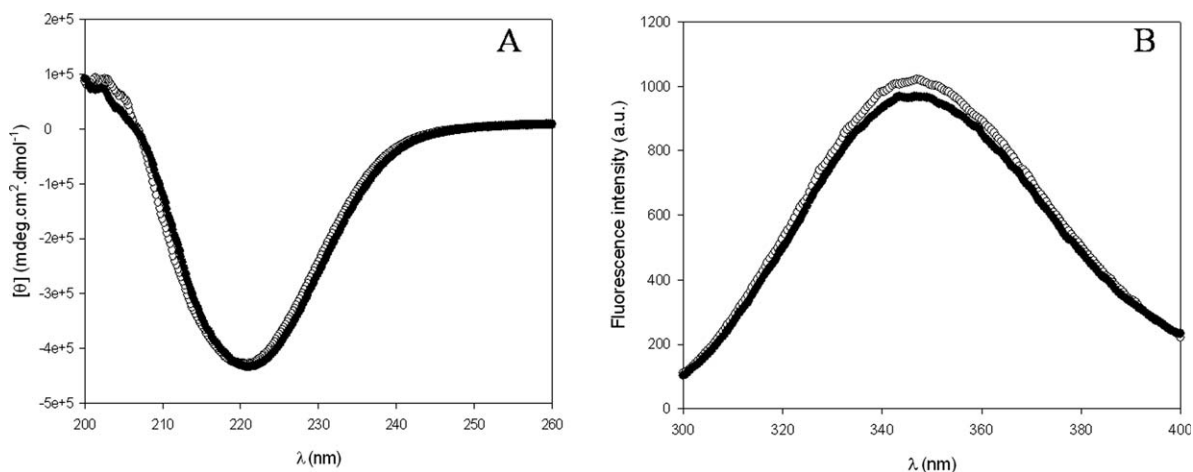 A
2e+5
1e+5
0
-1e+5
-2e+5
-3e+5
-4e+5
-5e+5
[θ] (mdeg.cm².dmol⁻¹)
200 210 220 230 240 250 260
λ (nm)
B
1200
1000
800
600
400
200
0
Fluorescence intensity (a.u.)
300 320 340 360 380 400
λ (nm)